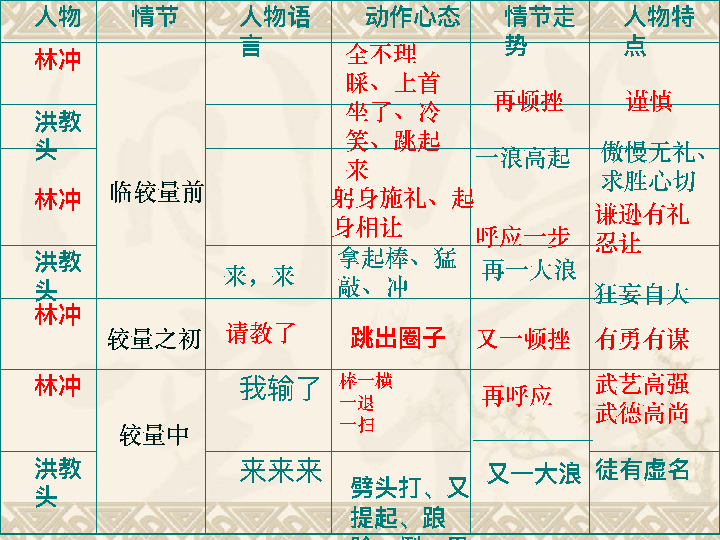 人物
情节
人物语
言
动作心态
情节走
势
人物特
点
林冲
全不理
睬、上首
坐了、冷
笑、跳起
来
再顿挫
谨慎
洪教
头
一浪高起
傲慢无礼、
求胜心切
临较量前
林冲
躬身施礼、起
身相让
呼应一步
谦逊有礼
忍让
洪教
头
来，来
拿起棒、猛
敲、冲
再一大浪
狂妄自大
林冲
较量之初
请教了
跳出圈子
又一顿挫
有勇有谋
林冲
较量中
我输了
棒一横
一退
一扫
再呼应
武艺高强
武德高尚
洪教
头
来来来
劈头打、又
提起、踉
又一大浪
徒有虚名